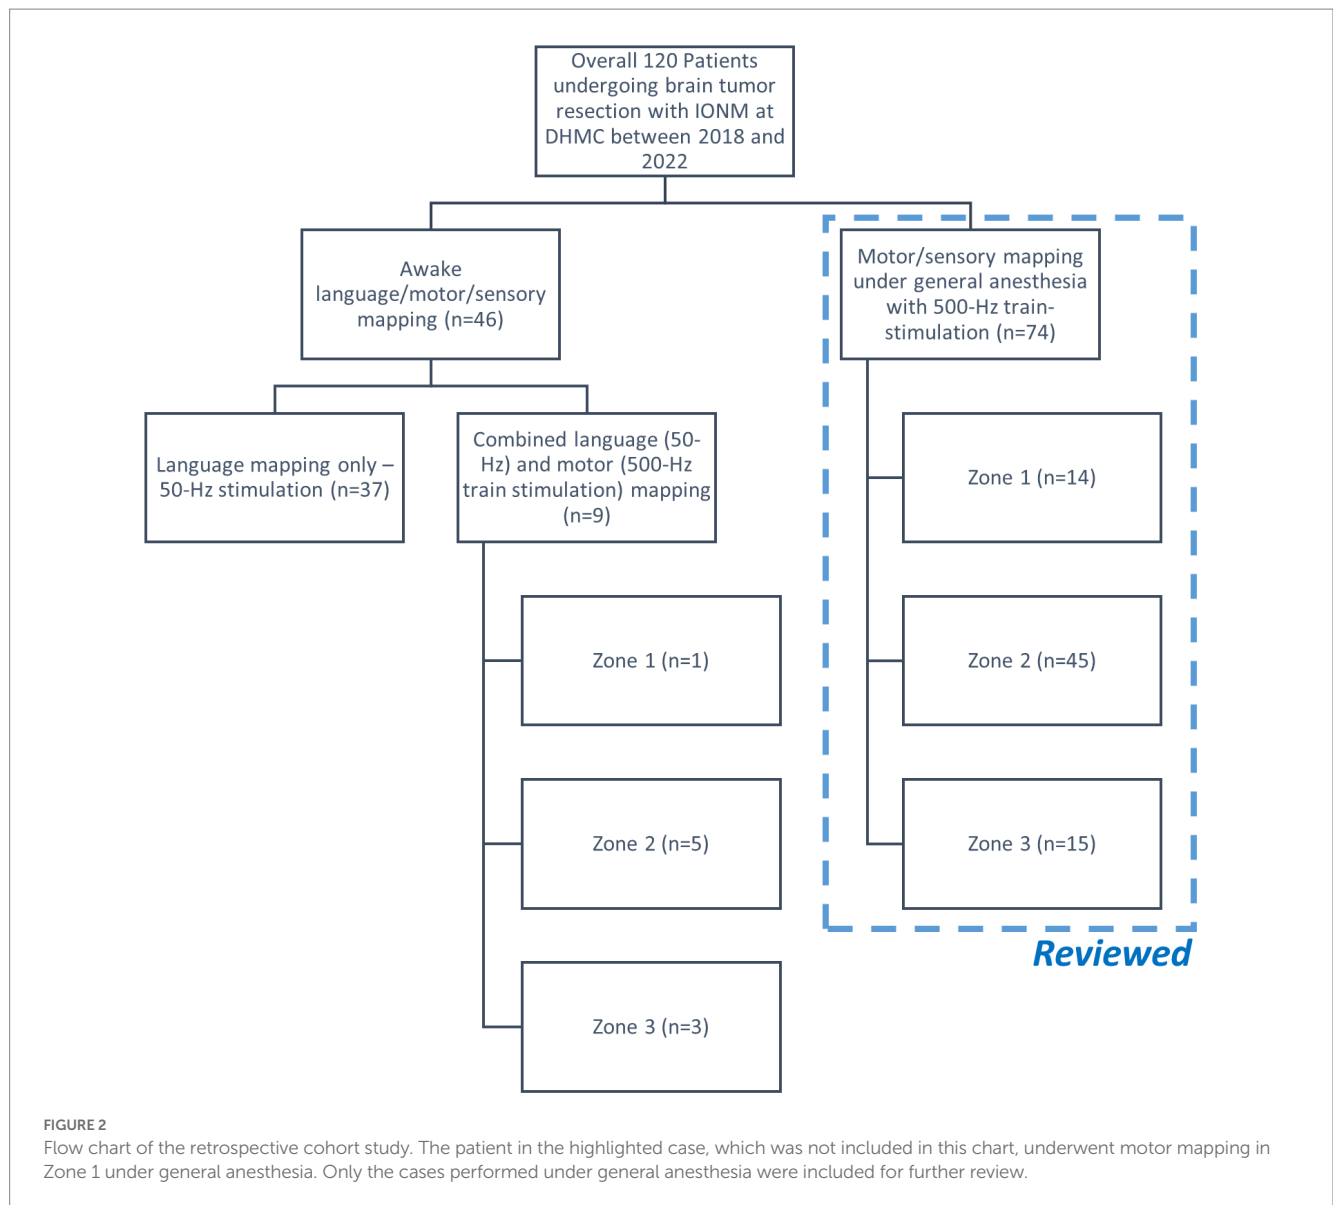 Overall 120 Patients
undergoing brain tumor
resection with IONM at
DHMC between 2018 and
2022
Awake
language/motor/sensory
mapping (n=46)
Motor/sensory mapping
under general anesthesia
with 500-Hz train-
stimulation (n=74)
Language mapping only –
50-Hz stimulation (n=37)
Combined language (50-
Hz) and motor (500-Hz
train stimulation) mapping
(n=9)
Zone 1 (n=14)
Zone 1 (n=1)
Zone 2 (n=45)
Zone 2 (n=5)
Zone 3 (n=15)
Reviewed
Zone 3 (n=3)
FIGURE 2
Flow chart of the retrospective cohort study. The patient in the highlighted case, which was not included in this chart, underwent motor mapping in
Zone 1 under general anesthesia. Only the cases performed under general anesthesia were included for further review.